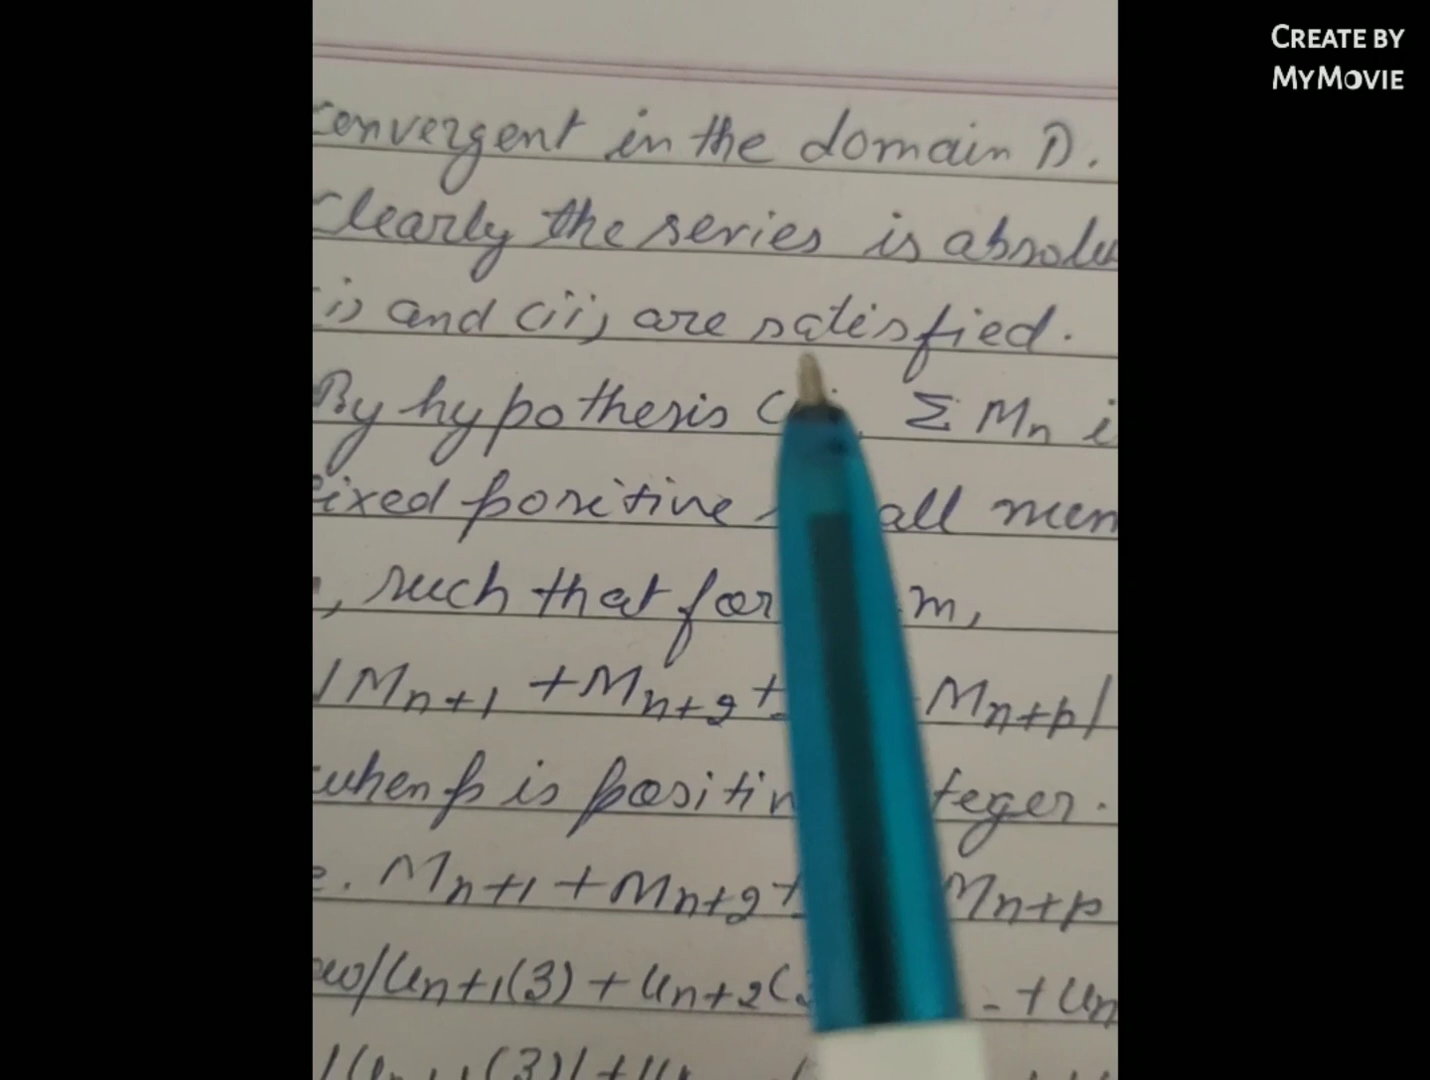 convergent in the domain D.
Clearly the series is absolu
i) and (ii) are satisfied.
By hypothesis Σ Mn i
fixed positive all
, such that for m,
|Mn+1 + Mn+2 + Mn+p|
when p is teger.
e. Mn+1 + Mn+2 + Mn+p
|Un+1(3) + Un+2( - + Un
CREATE BY
MYMOVIE